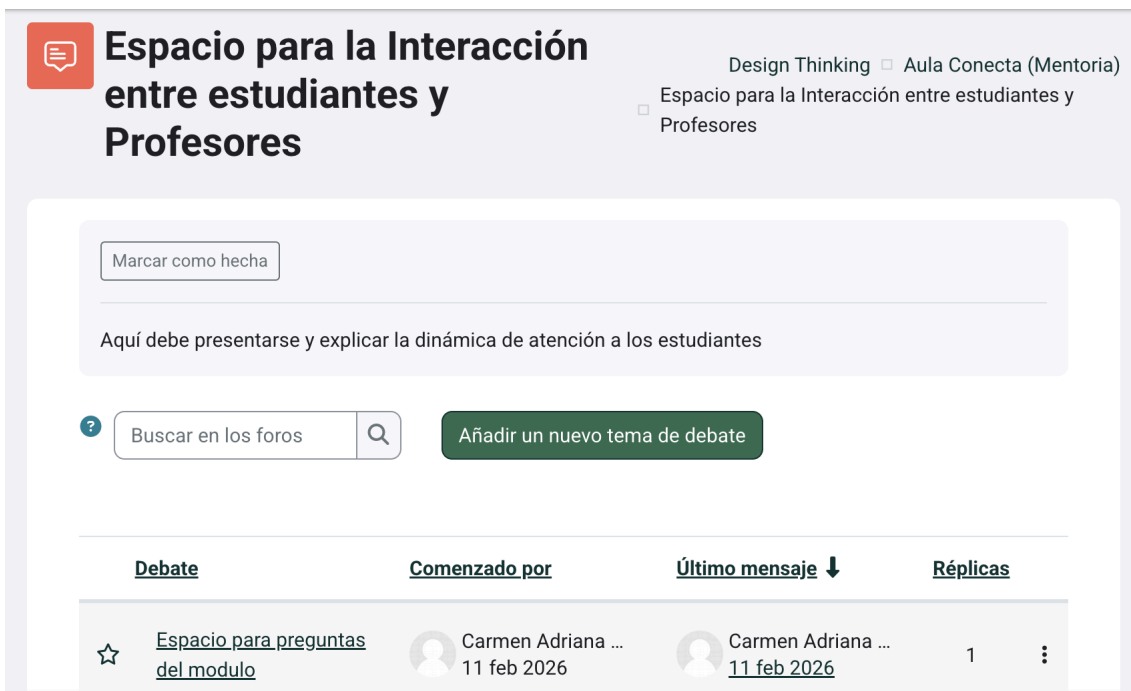 Espacio para la Interacción
entre estudiantes y
Profesores
Design Thinking
Aula Conecta (Mentoria)
Espacio para la Interacción entre estudiantes y
Profesores
Marcar como hecha
Aquí debe presentarse y explicar la dinámica de atención a los estudiantes
?
Buscar en los foros
Añadir un nuevo tema de debate
Debate
Comenzado por
Último mensaje
Réplicas
Espacio para preguntas
del modulo
Carmen Adriana ...
11 feb 2026
Carmen Adriana ...
11 feb 2026
1